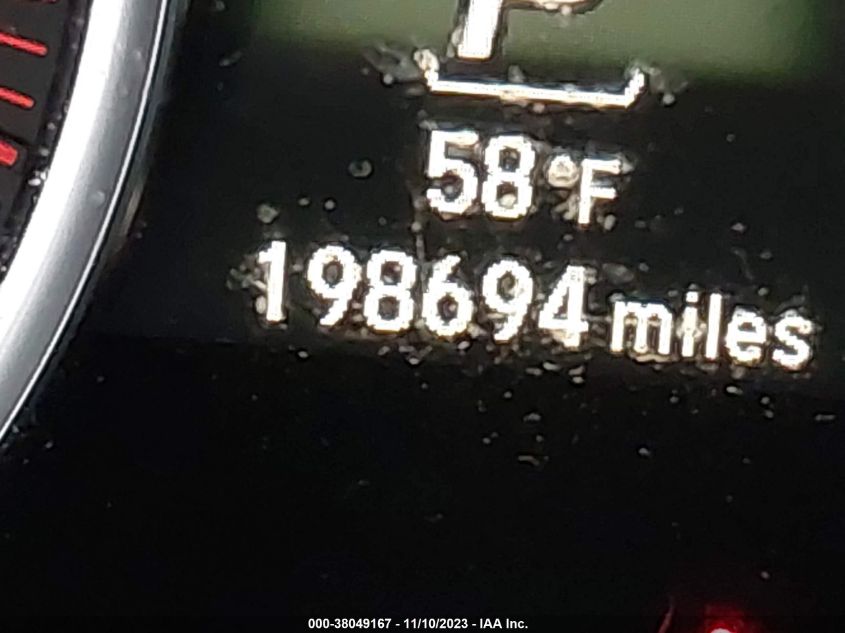 P
58 °F
198694 miles
000-38049167 - 11/10/2023 - IAA Inc.